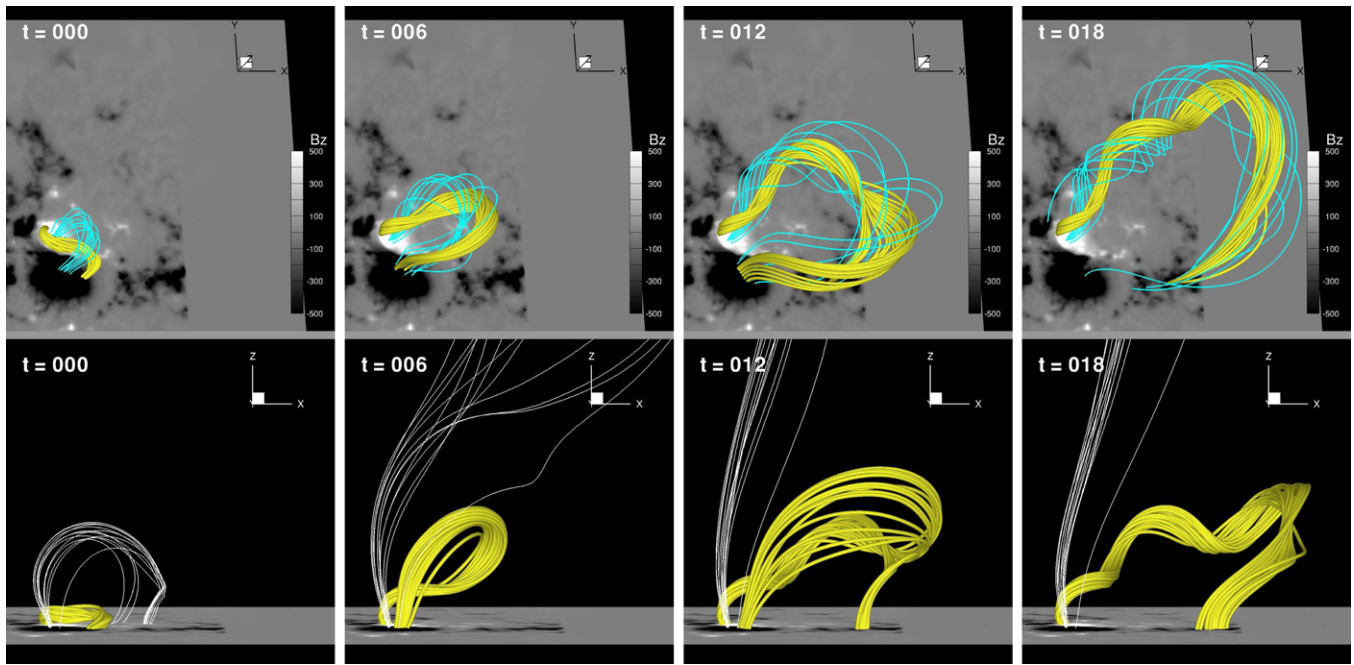 t = 000
Y
Z
X
Bz
500
300
100
-100
-300
-500
t = 006
Y
Z
X
Bz
500
300
100
-100
-300
-500
t = 012
Y
Z
X
Bz
500
300
100
-100
-300
-500
t = 018
Y
Z
X
Bz
500
300
100
-100
-300
-500
t = 000
Z
Y
X
t = 006
Z
Y
X
t = 012
Z
Y
X
t = 018
Z
Y
X